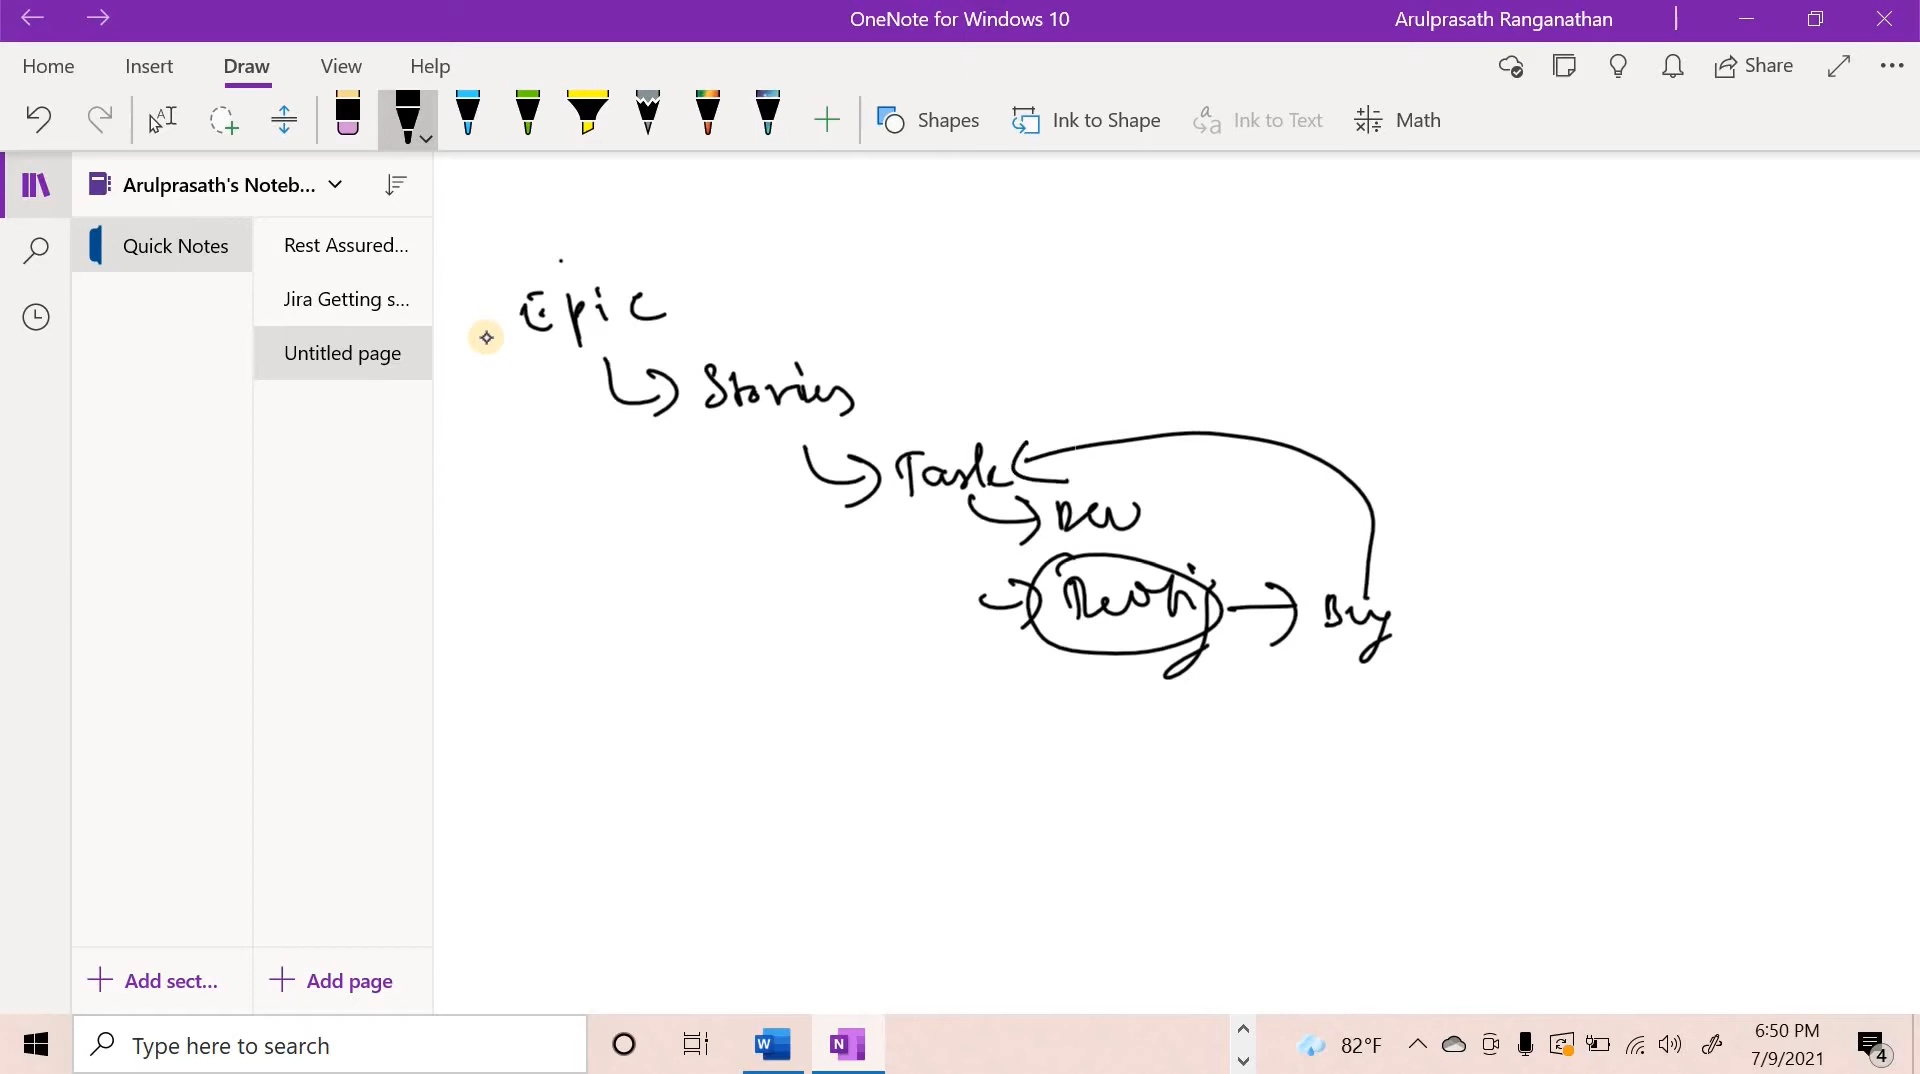 OneNote for Windows 10
Arulprasath Ranganathan
Home Insert Draw View Help
Share
Shapes Ink to Shape Ink to Text Math
Arulprasath's Noteb...
Quick Notes
Rest Assured...
Jira Getting s...
Untitled page
Epic
Stories
Task
Dev
Testing
Bug
Add sect...
Add page
Type here to search
82°F
6:50 PM
7/9/2021
4